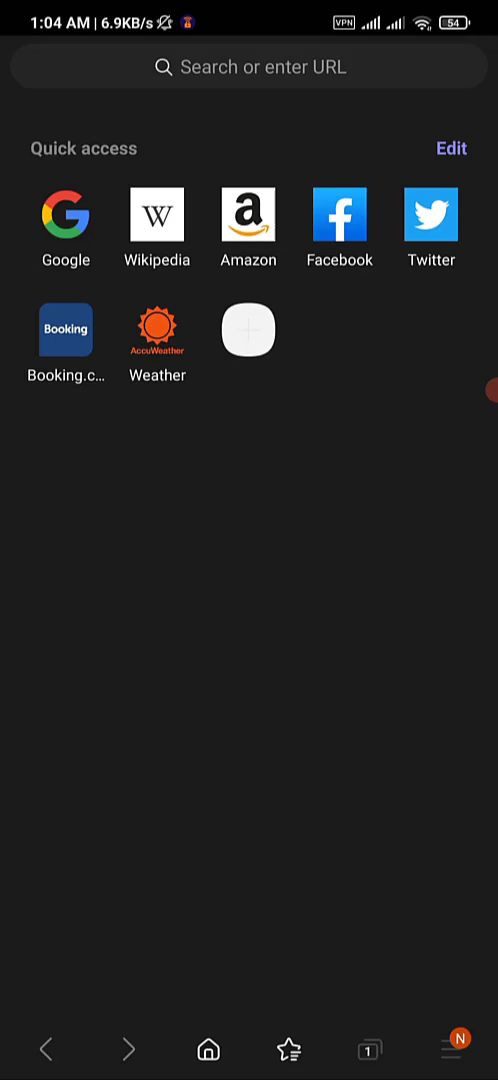 1:04 AM | 6.9KB/s VPN 54
Search or enter URL
Quick access Edit
W a
Google Wikipedia Amazon Facebook Twitter
Booking AccuWeather
Booking.c... Weather
1 N